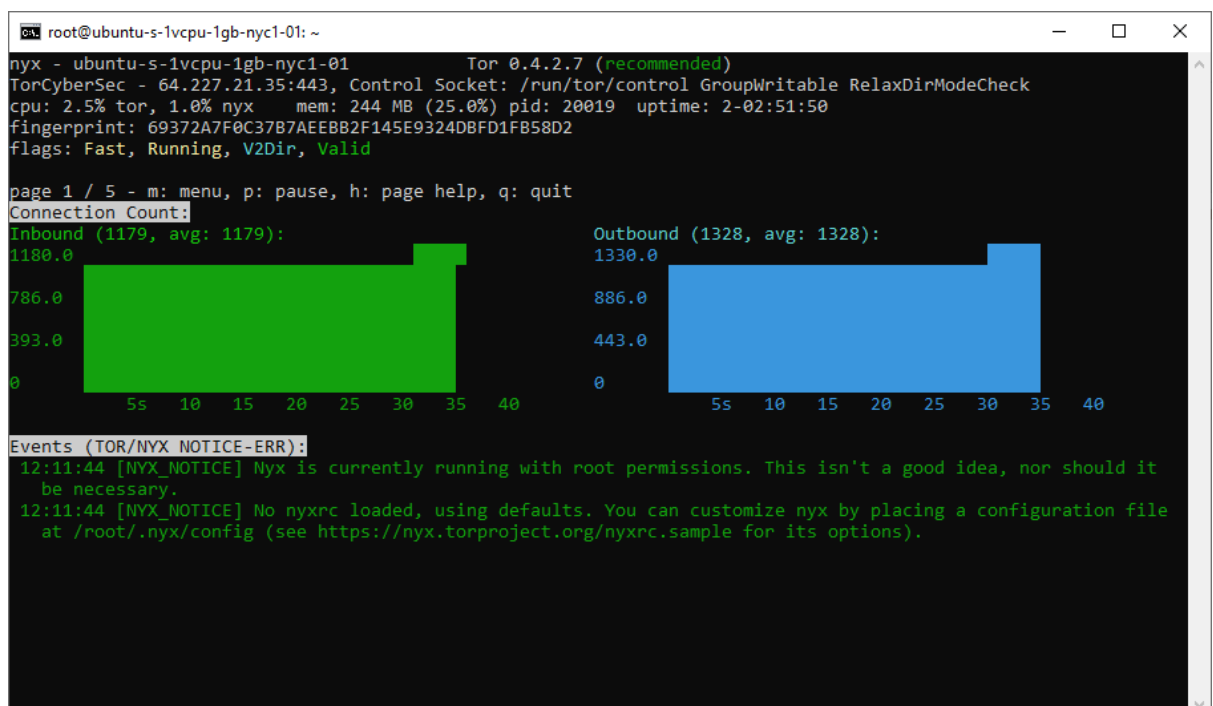 root@ubuntu-s-1vcpu-1gb-nyc1-01: ~
nyx - ubuntu-s-1vcpu-1gb-nyc1-01 Tor 0.4.2.7 (recommended)
TorCyberSec - 64.227.21.35:443, Control Socket: /run/tor/control GroupWritable RelaxDirModeCheck
cpu: 2.5% tor, 1.0% nyx mem: 244 MB (25.0%) pid: 20019 uptime: 2-02:51:50
fingerprint: 69372A7F0C37B7AEEBB2F145E9324DBFD1FB58D2
flags: Fast, Running, V2Dir, Valid
page 1 / 5 - m: menu, p: pause, h: page help, q: quit
Connection Count:
Inbound (1179, avg: 1179): Outbound (1328, avg: 1328):
1180.0 1330.0
786.0 886.0
393.0 443.0
0 0
5s 10 15 20 25 30 35 40 5s 10 15 20 25 30 35 40
Events (TOR/NYX NOTICE-ERR):
12:11:44 [NYX_NOTICE] Nyx is currently running with root permissions. This isn't a good idea, nor should it
be necessary.
12:11:44 [NYX_NOTICE] No nyxrc loaded, using defaults. You can customize nyx by placing a configuration file
at /root/.nyx/config (see https://nyx.torproject.org/nyxrc.sample for its options).